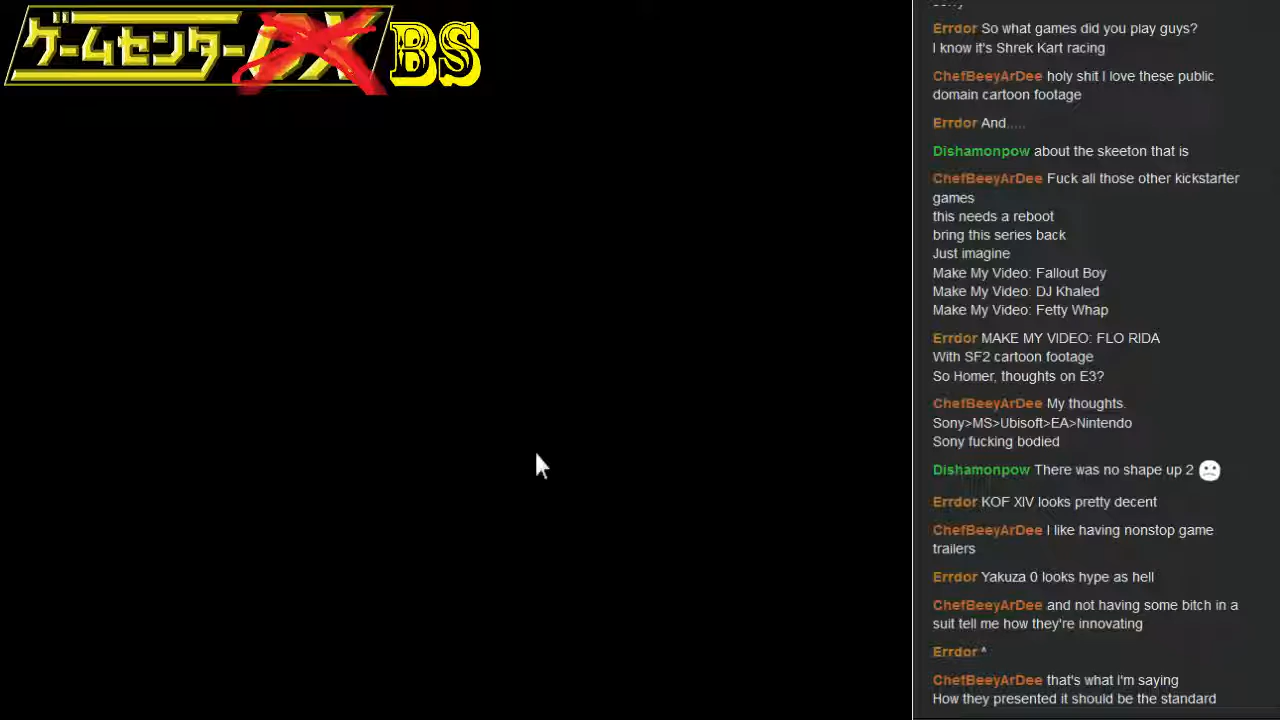 ゲームセンターCX BS
Errdor So what games did you play guys?
I know it's Shrek Kart racing
ChefBeeyArDee holy shit I love these public
domain cartoon footage
Errdor And.....
Dishamonpow about the skeeton that is
ChefBeeyArDee Fuck all those other kickstarter
games
this needs a reboot
bring this series back
Just imagine
Make My Video: Fallout Boy
Make My Video: DJ Khaled
Make My Video: Fetty Whap
Errdor MAKE MY VIDEO: FLO RIDA
With SF2 cartoon footage
So Homer, thoughts on E3?
ChefBeeyArDee My thoughts.
Sony>MS>Ubisoft>EA>Nintendo
Sony fucking bodied
Dishamonpow There was no shape up 2
Errdor KOF XIV looks pretty decent
ChefBeeyArDee I like having nonstop game
trailers
Errdor Yakuza 0 looks hype as hell
ChefBeeyArDee and not having some bitch in a
suit tell me how they're innovating
Errdor ^
ChefBeeyArDee that's what I'm saying
How they presented it should be the standard